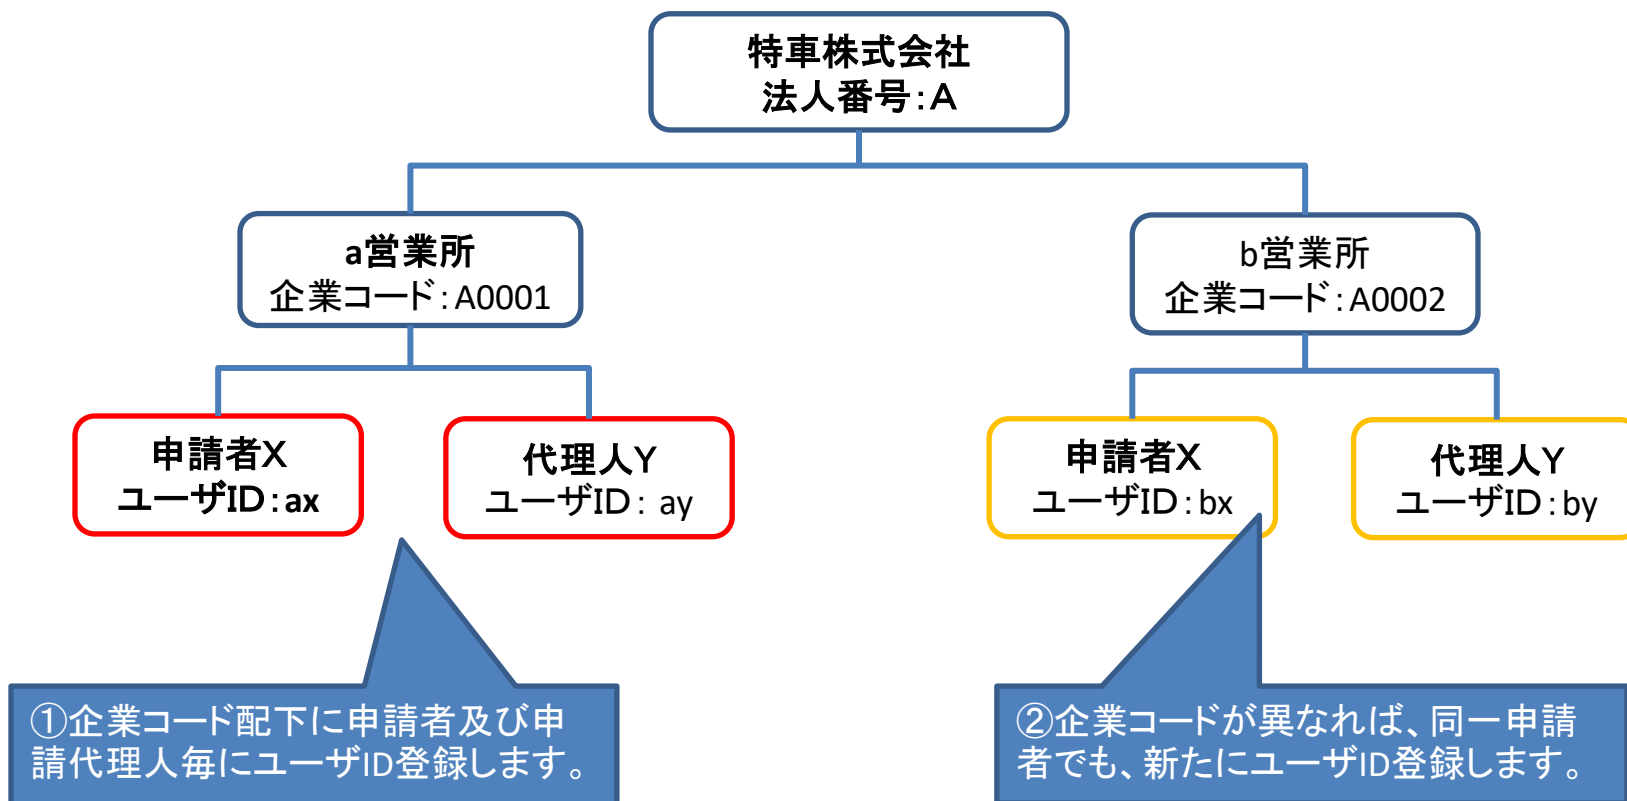 特車株式会社
法人番号：A
a営業所
企業コード：A0001
b営業所
企業コード：A0002
申請者X
ユーザID：ax
代理人Y
ユーザID： ay
申請者X
ユーザID：bx
代理人Y
ユーザID：by
①企業コード配下に申請者及び申
請代理人毎にユーザID登録します。
②企業コードが異なれば、同一申請
者でも、新たにユーザID登録します。